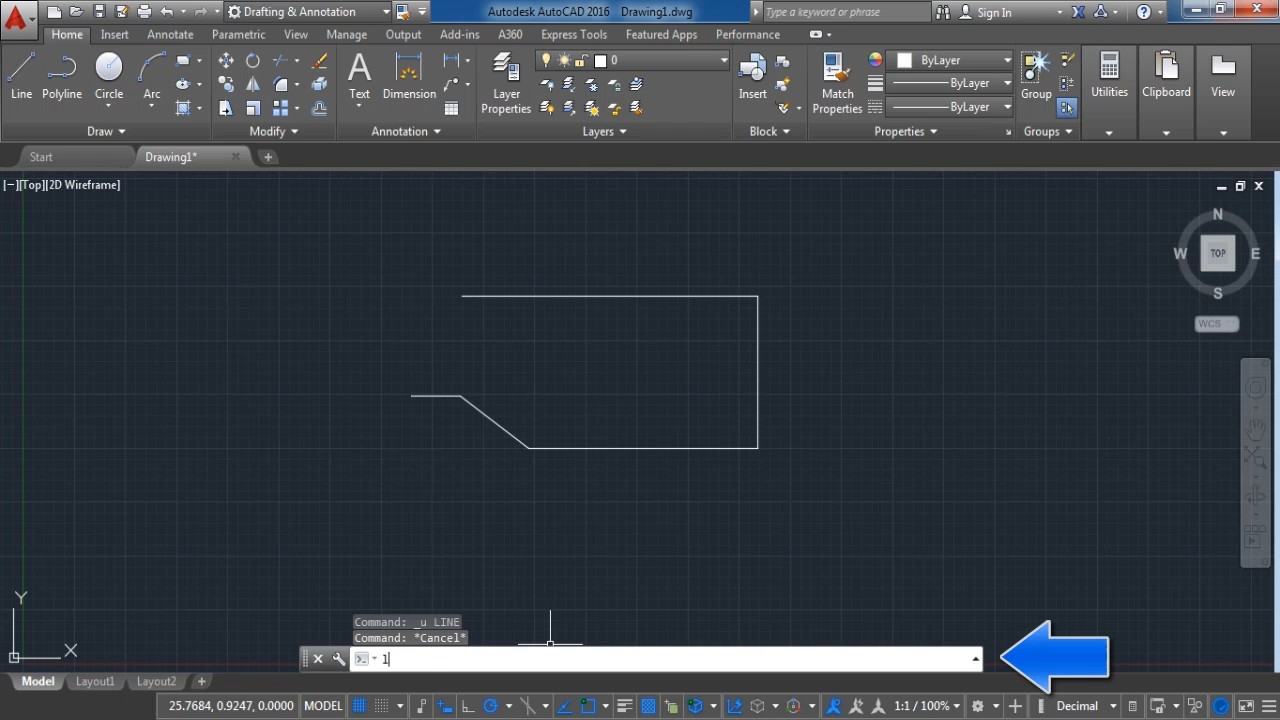 Drafting & Annotation
Autodesk AutoCAD 2016 Drawing1.dwg
Type a keyword or phrase
Sign In
Home Insert Annotate Parametric View Manage Output Add-ins A360 Express Tools Featured Apps Performance
0
ByLayer
ByLayer
ByLayer
Line Polyline Circle Arc
Text Dimension
Layer Properties
Insert
Match Properties
Group
Utilities
Clipboard
View
Draw Modify Annotation Layers Block Properties Groups
Start Drawing1*
[−][Top][2D Wireframe]
N
W TOP E
S
WCS
Y
X
Command: _u LINE
Command: *Cancel*
l
Model Layout1 Layout2
25.7684, 0.9247, 0.0000 MODEL 1:1 / 100% Decimal